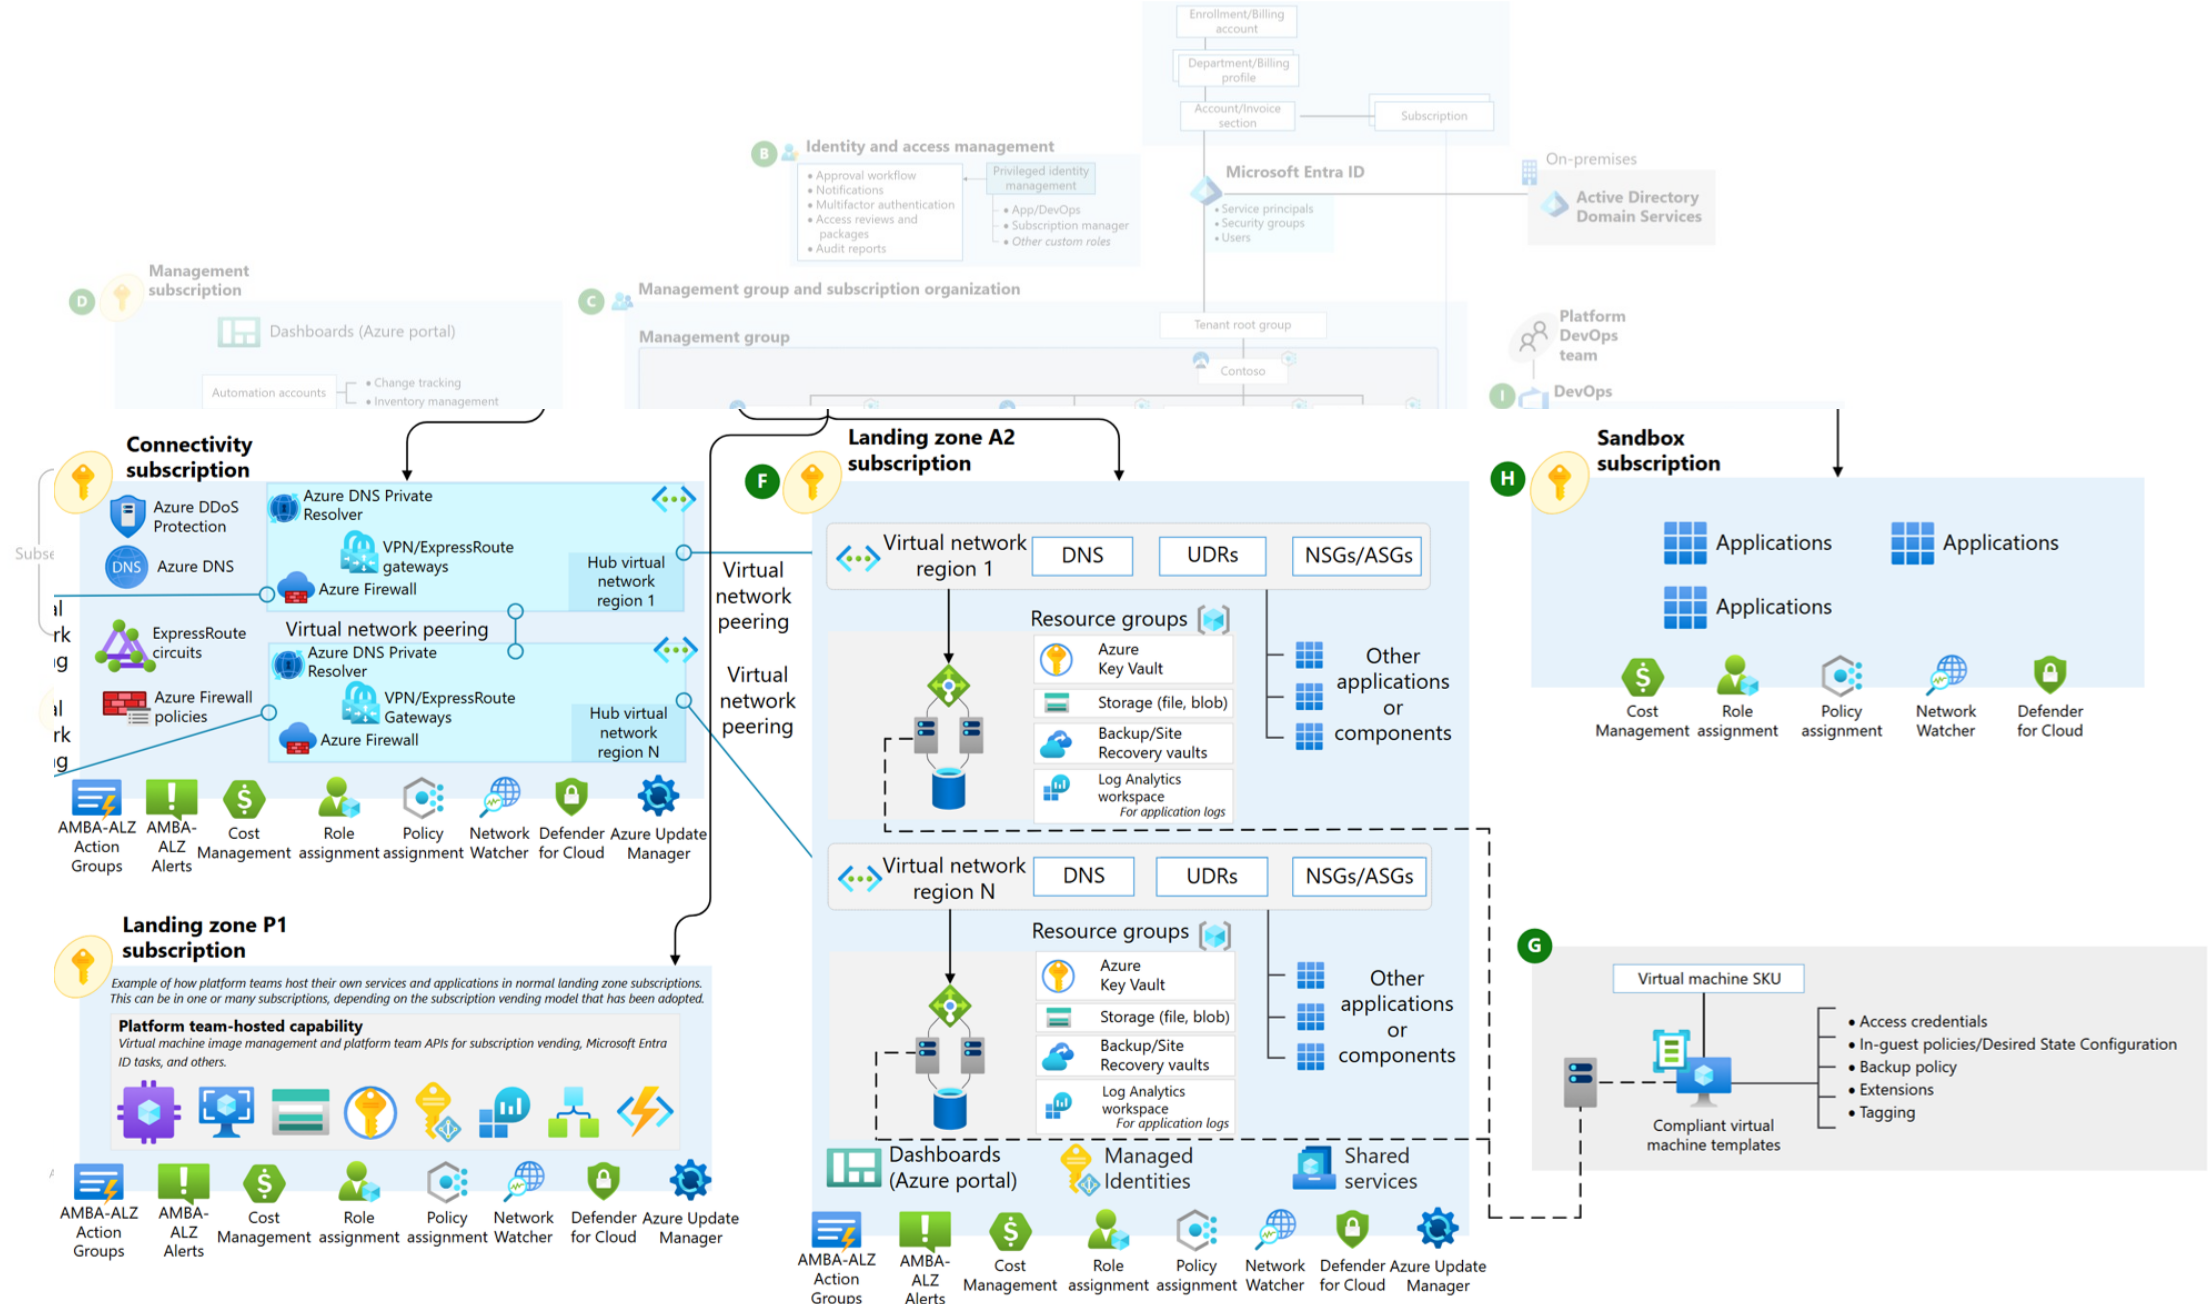 Enrollment/Billing
account
Department/Billing
profile
Account/Invoice
section
Subscription
B
Identity and access management
• Approval workflow
• Notifications
• Multifactor authentication
• Access reviews and
packages
• Audit reports
Privileged identity
management
• App/DevOps
• Subscription manager
• Other custom roles
Microsoft Entra ID
• Service principals
• Security groups
• Users
On-premises
Active Directory
Domain Services
D
Management
subscription
Dashboards (Azure portal)
Automation accounts
• Change tracking
• Inventory management
C
Management group and subscription organization
Management group
Tenant root group
Contoso
Platform
DevOps
team
I
DevOps
Subse
al
rk
ng
al
rk
ng
Connectivity
subscription
Azure DDoS
Protection
DNS
Azure DNS
ExpressRoute
circuits
Azure Firewall
policies
Azure DNS Private
Resolver
VPN/ExpressRoute
gateways
Azure Firewall
Hub virtual
network
region 1
Virtual network peering
Azure DNS Private
Resolver
VPN/ExpressRoute
Gateways
Azure Firewall
Hub virtual
network
region N
AMBA-ALZ
Action
Groups
AMBA-
ALZ
Alerts
Cost
Management
Role
assignment
Policy
assignment
Network
Watcher
Defender
for Cloud
Azure Update
Manager
Virtual
network
peering
Virtual
network
peering
Landing zone P1
subscription
Example of how platform teams host their own services and applications in normal landing zone subscriptions.
This can be in one or many subscriptions, depending on the subscription vending model that has been adopted.
Platform team-hosted capability
Virtual machine image management and platform team APIs for subscription vending, Microsoft Entra
ID tasks, and others.
AMBA-ALZ
Action
Groups
AMBA-
ALZ
Alerts
Cost
Management
Role
assignment
Policy
assignment
Network
Watcher
Defender
for Cloud
Azure Update
Manager
F
Landing zone A2
subscription
Virtual network
region 1
DNS
UDRs
NSGs/ASGs
Resource groups
Azure
Key Vault
Storage (file, blob)
Backup/Site
Recovery vaults
Log Analytics
workspace
For application logs
Other
applications
or
components
Virtual network
region N
DNS
UDRs
NSGs/ASGs
Resource groups
Azure
Key Vault
Storage (file, blob)
Backup/Site
Recovery vaults
Log Analytics
workspace
For application logs
Other
applications
or
components
Dashboards
(Azure portal)
Managed
Identities
Shared
services
AMBA-ALZ
Action
Groups
AMBA-
ALZ
Alerts
Cost
Management
Role
assignment
Policy
assignment
Network
Watcher
Defender
for Cloud
Azure Update
Manager
H
Sandbox
subscription
Applications
Applications
Applications
Cost
Management
Role
assignment
Policy
assignment
Network
Watcher
Defender
for Cloud
G
Virtual machine SKU
Compliant virtual
machine templates
• Access credentials
• In-guest policies/Desired State Configuration
• Backup policy
• Extensions
• Tagging